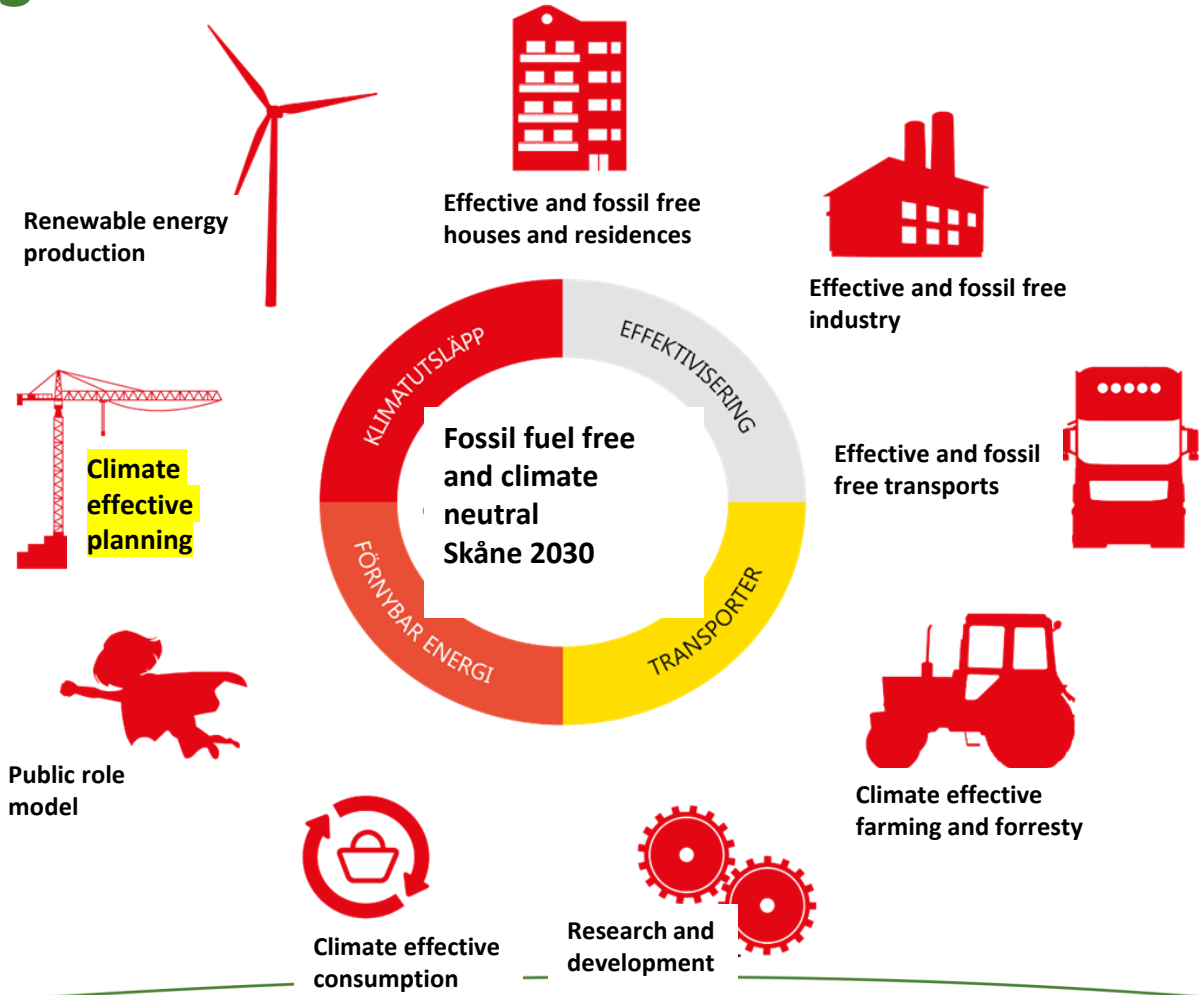 Renewable energy
production
Effective and fossil free
houses and residences
Effective and fossil free
industry
KLIMATUTSLÄPP
EFFEKTIVISERING
Climate
effective
planning
Fossil fuel free
and climate
neutral
Skåne 2030
Effective and fossil
free transports
FÖRNYBAR ENERGI
TRANSPORTER
Public role
model
Climate effective
farming and forresty
Climate effective
consumption
Research and
development